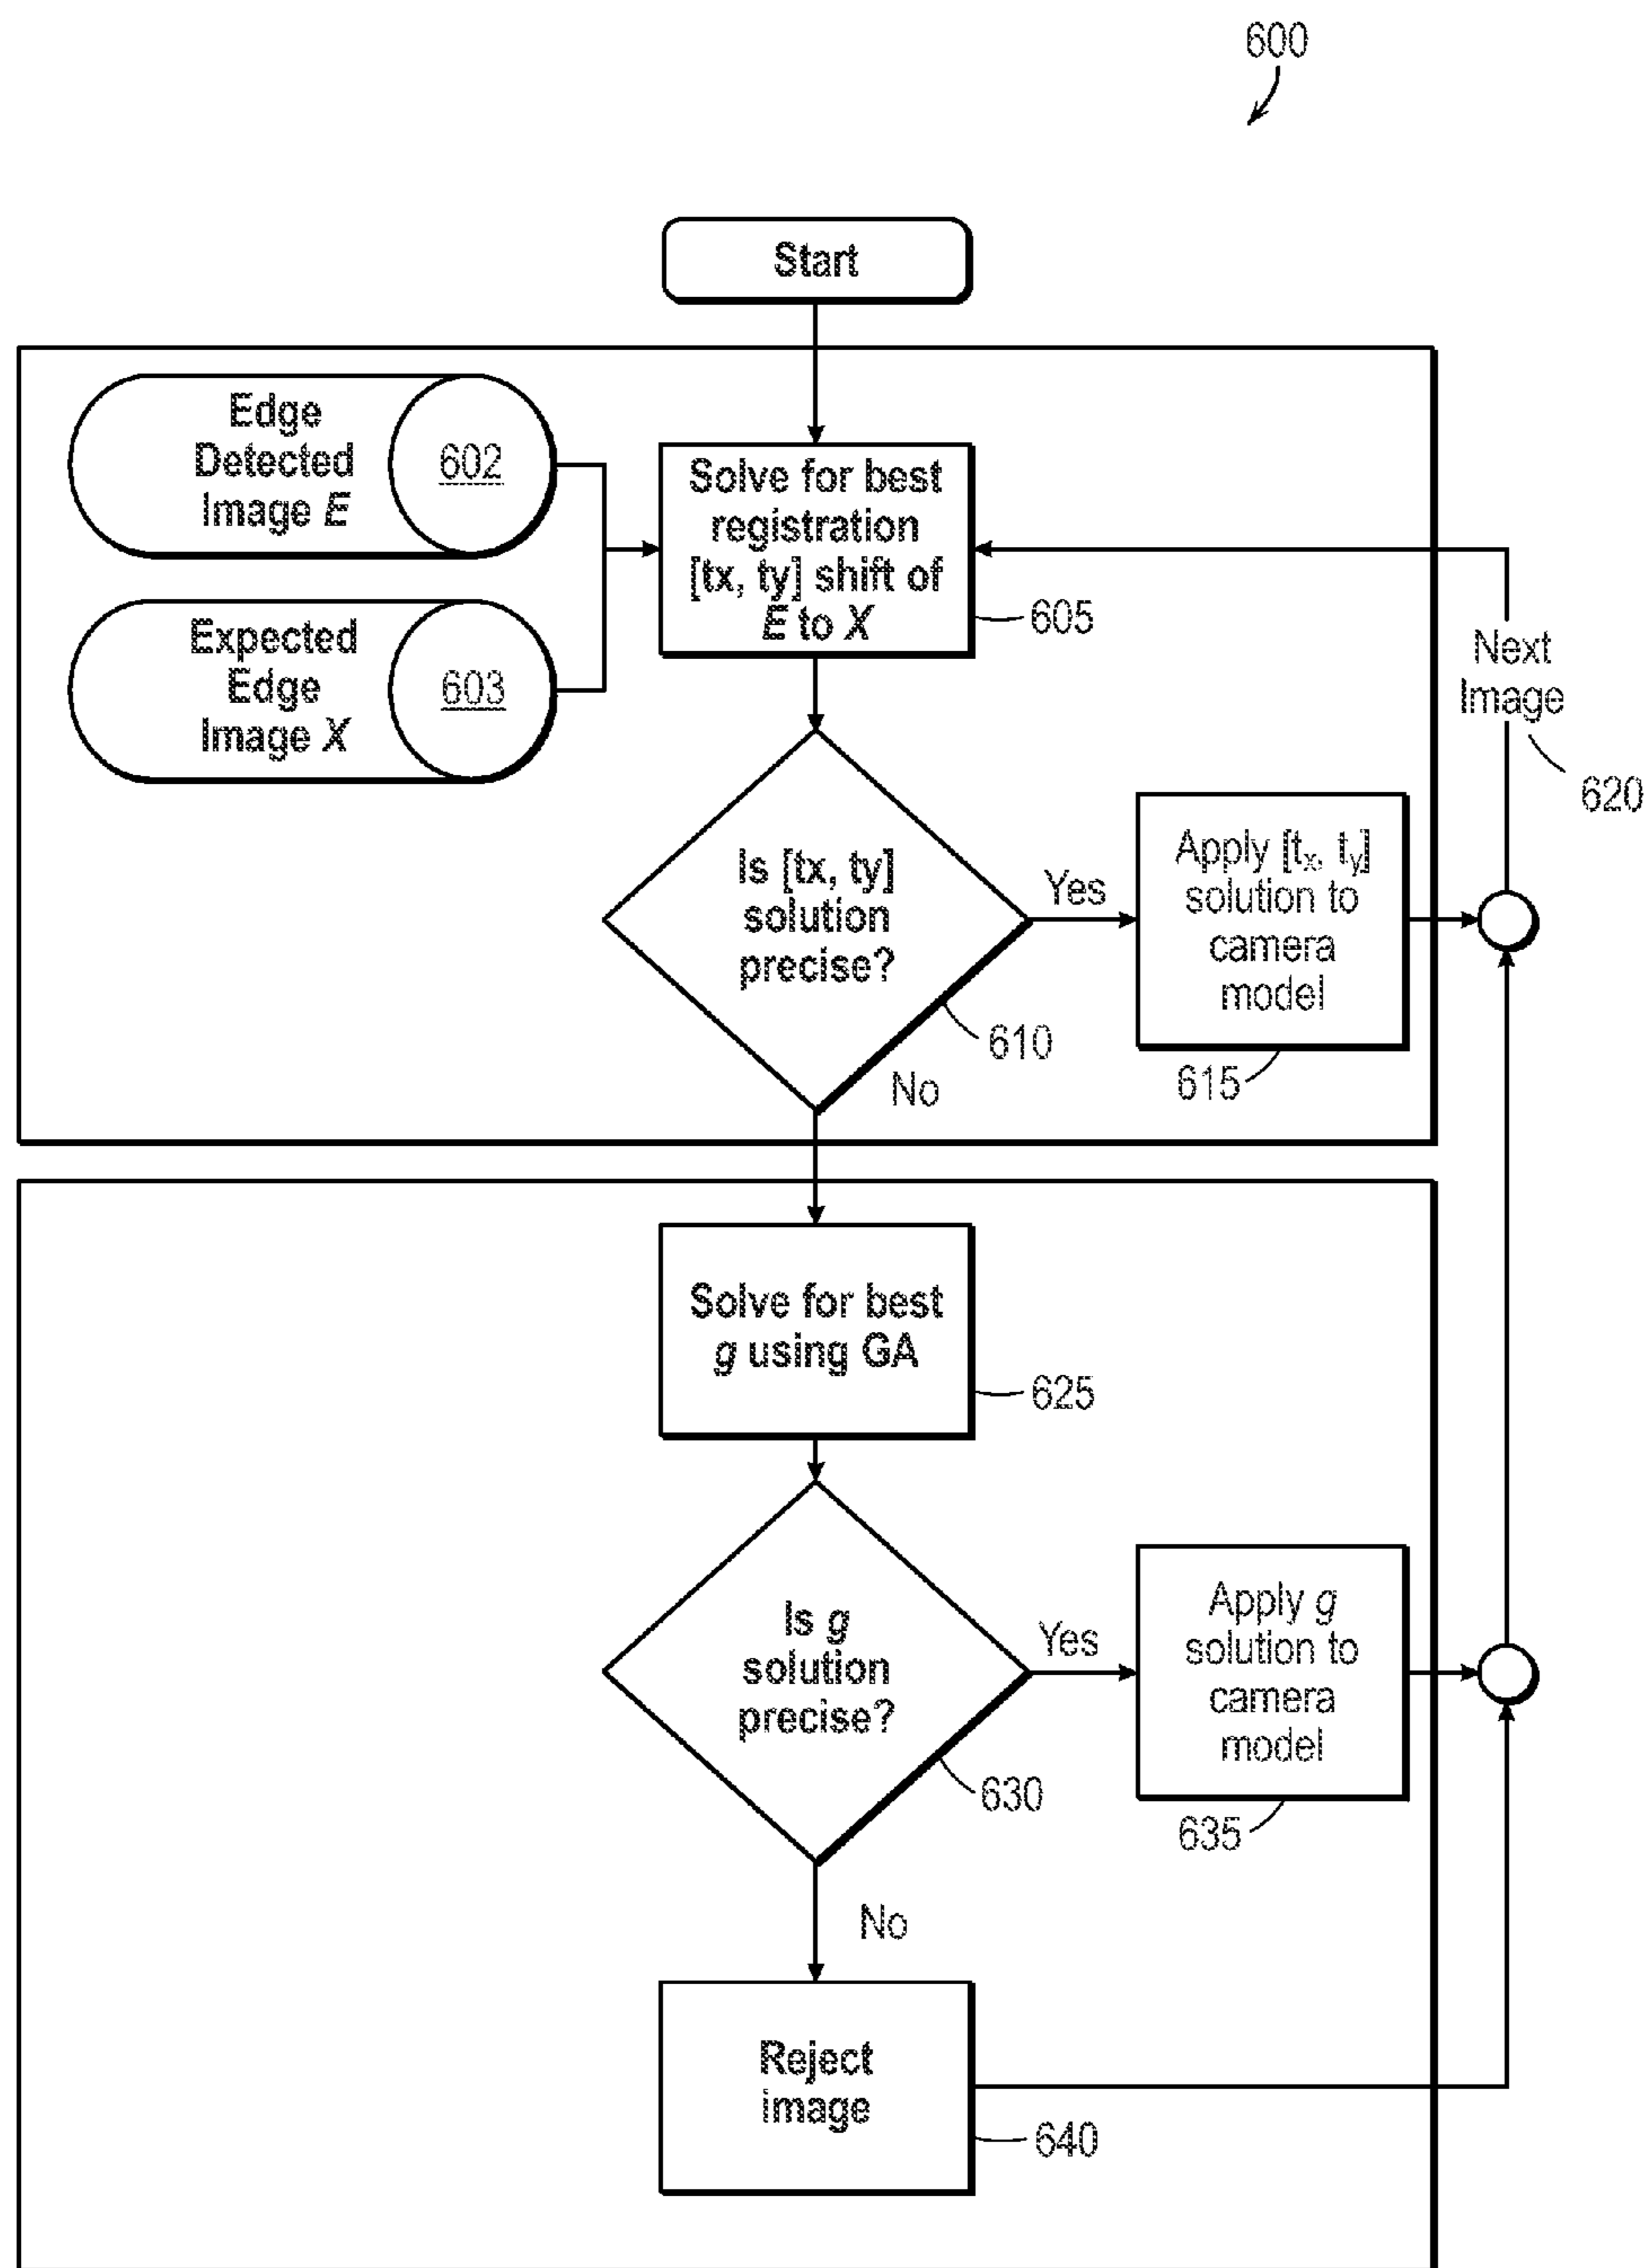 600
Start
Edge
Detected
Image E
602
Expected
Edge
Image X
603
Solve for best
registration
[tx, ty] shift of
E to X
605
Next
Image
620
Is [tx, ty]
solution
precise?
610
Yes
No
Apply [tx, ty]
solution to
camera
model
615
Solve for best
g using GA
625
Is g
solution
precise?
630
Yes
No
Apply g
solution to
camera
model
635
Reject
image
640